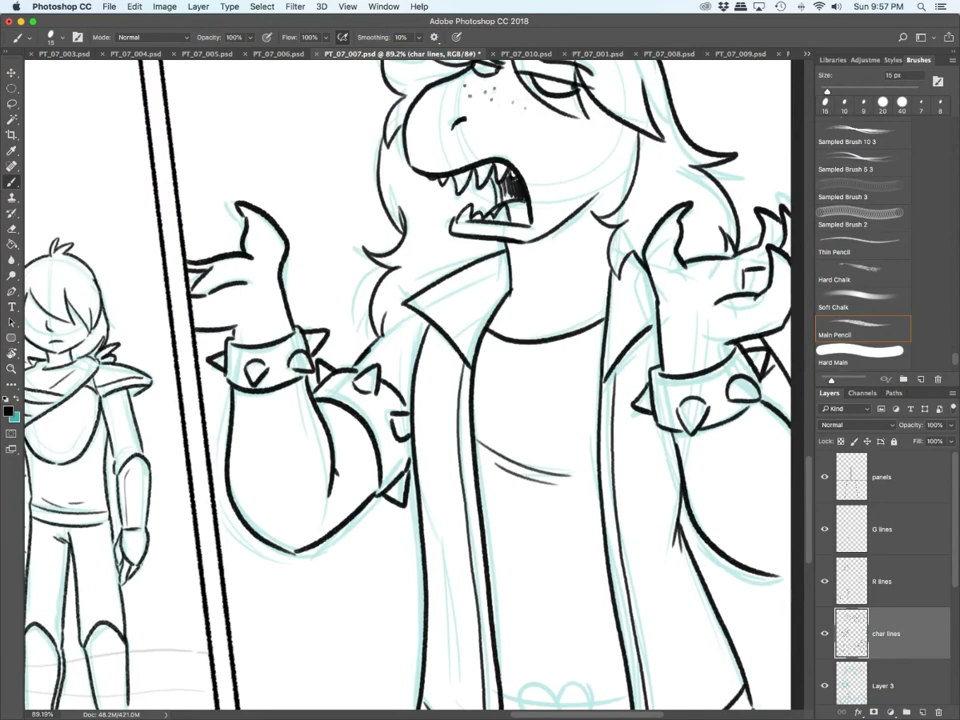 Photoshop CC File Edit Image Layer Type Select Filter 3D View Window Help Sun 9:57 PM
Adobe Photoshop CC 2018
15 Mode: Normal Opacity: 100% Flow: 100% Smoothing: 10%
PT_07_003.psd PT_07_004.psd PT_07_005.psd PT_07_006.psd PT_07_007.psd @ 89.2% (char lines, RGB/8#) * PT_07_010.psd PT_07_001.psd PT_07_008.psd PT_07_009.psd
Libraries Adjustme Styles Brushes
Size: 15 px
15 10 9 20 40 7 8
Sampled Brush 10 3
Sampled Brush 5 3
Sampled Brush 3
Sampled Brush 2
Thin Pencil
Hard Chalk
Soft Chalk
Main Pencil
Hard Main
Layers Channels Paths
Kind
Normal Opacity: 100%
Lock: Fill: 100%
panels
G lines
R lines
char lines
Layer 3
89.19% Doc: 48.2M/421.0M